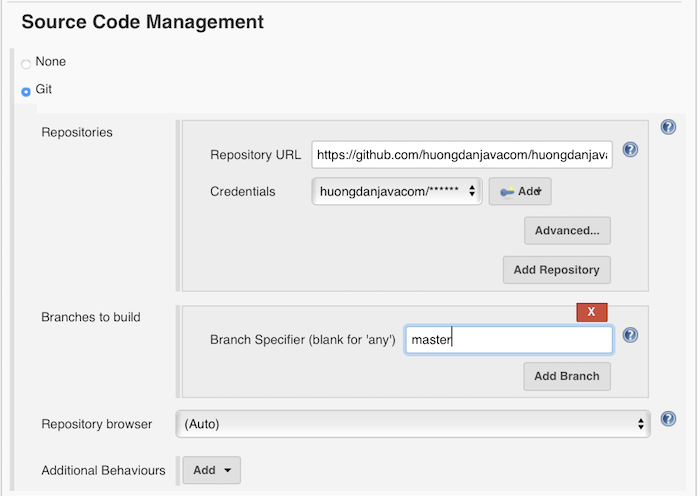 Source Code Management
None
Git
Repositories
Repository URL https://github.com/huongdanjavacom/huongdanjava
Credentials huongdanjavacom/****** Add
Advanced...
Add Repository
Branches to build
X
Branch Specifier (blank for 'any') master
Add Branch
Repository browser (Auto)
Additional Behaviours Add